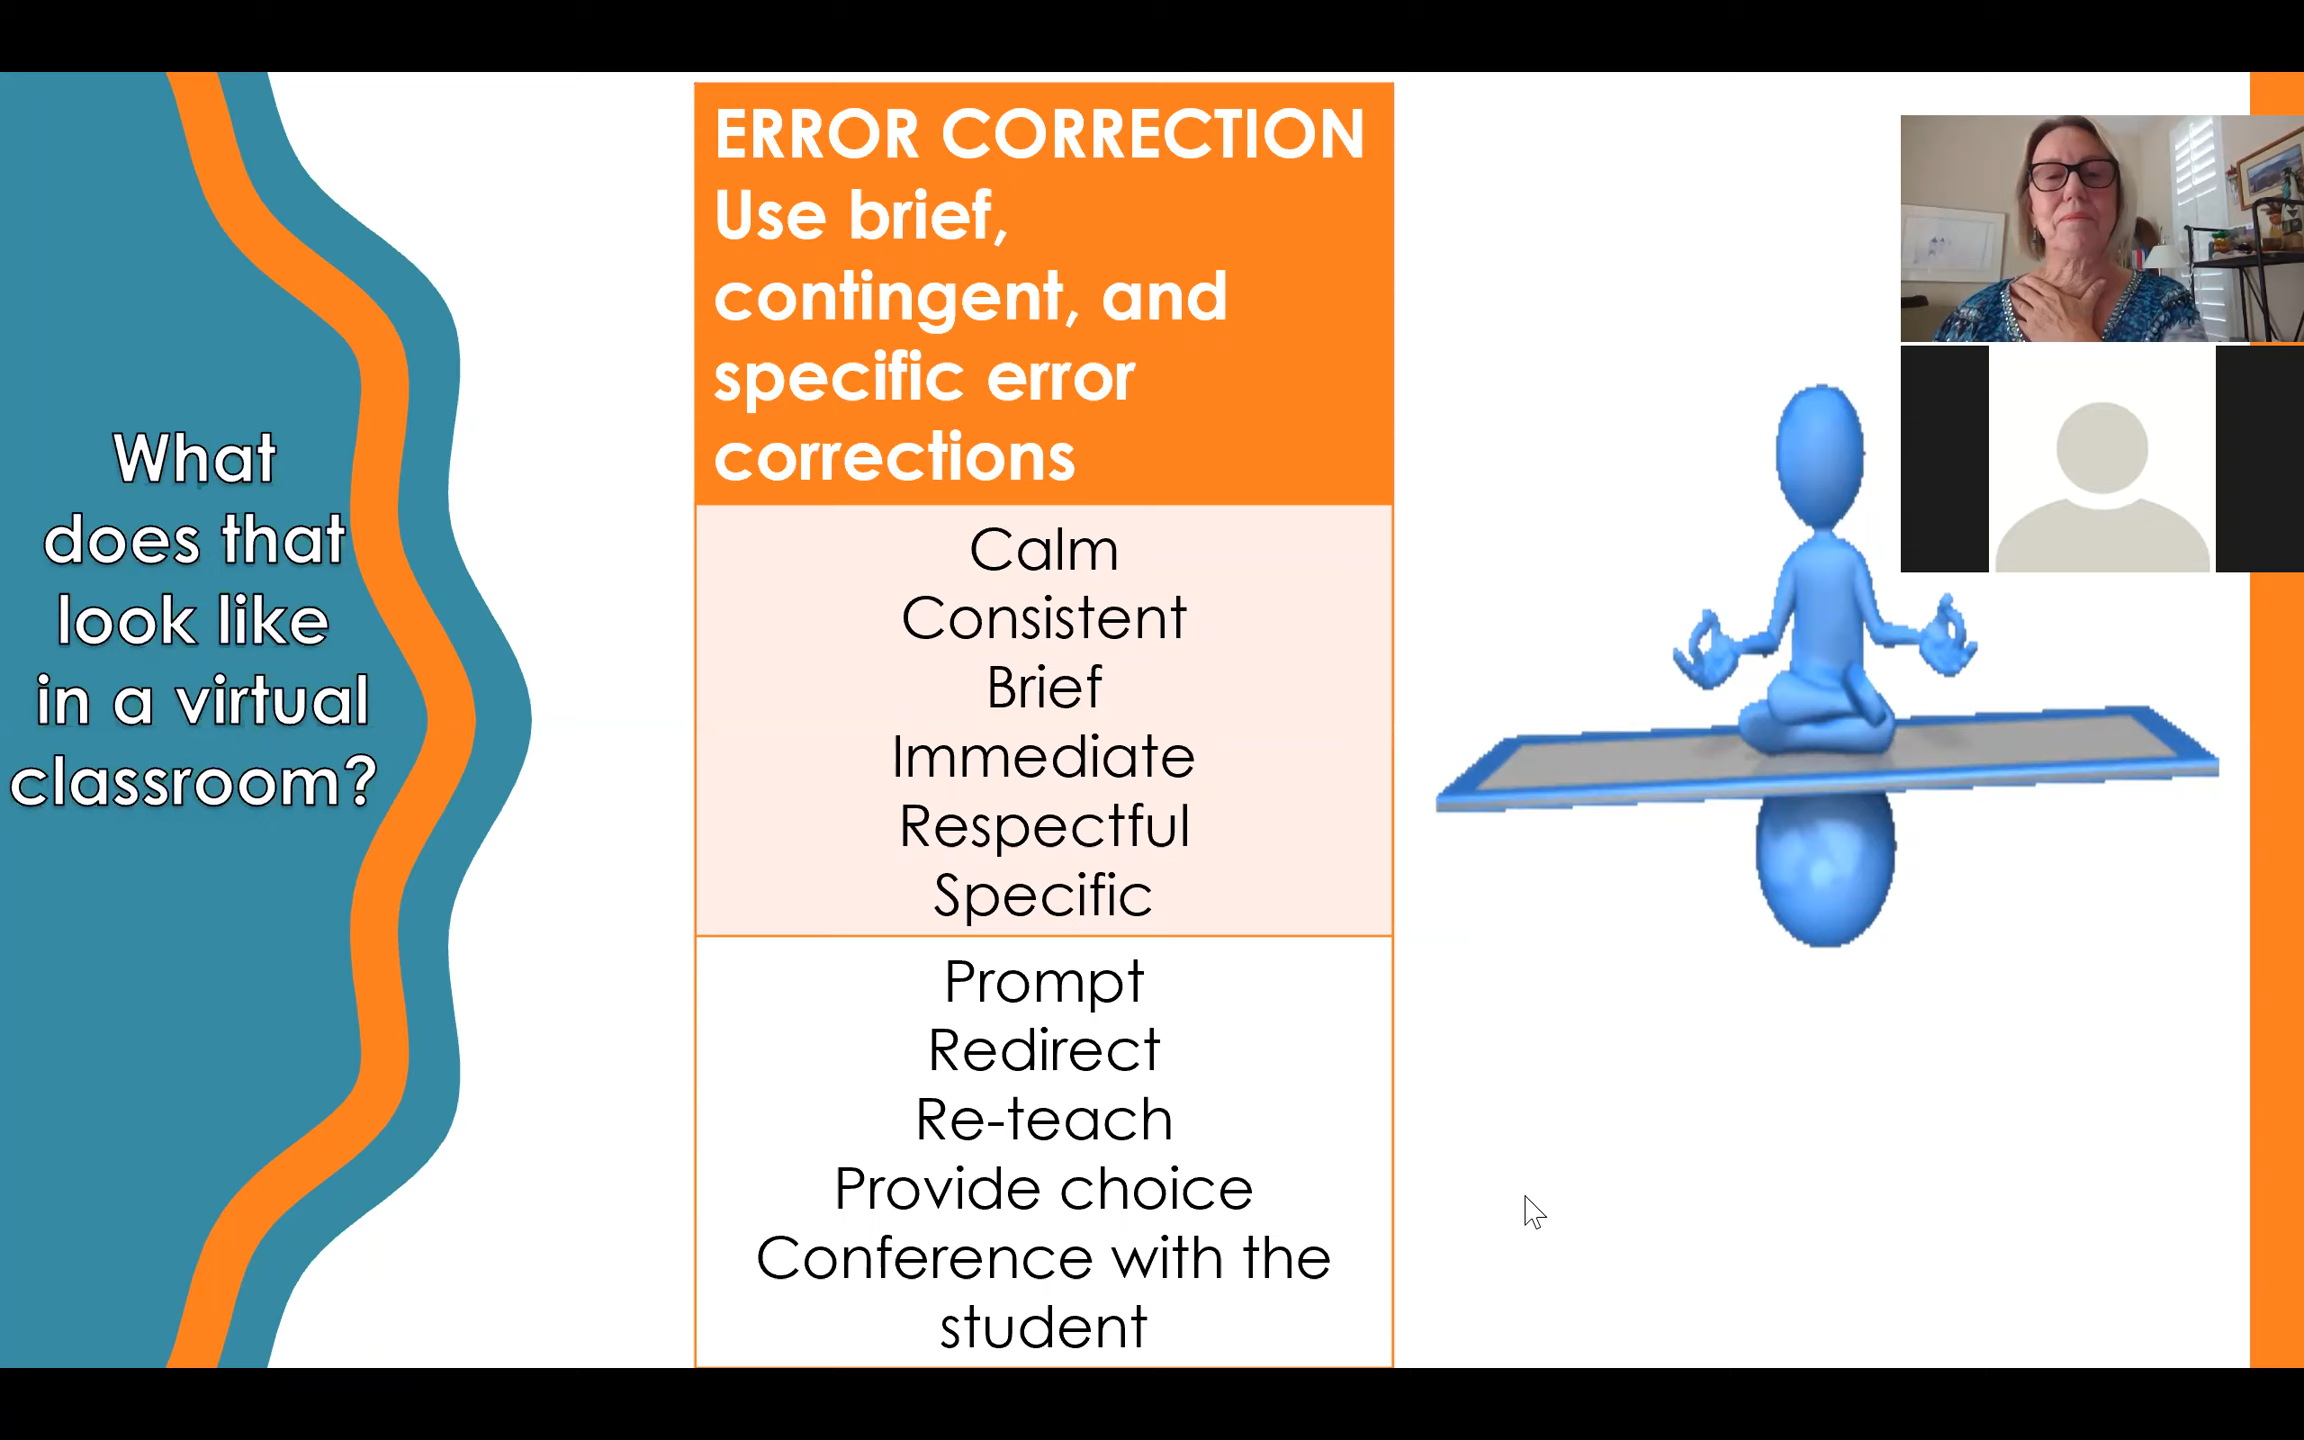 What
does that
look like
in a virtual
classroom?
ERROR CORRECTION
Use brief,
contingent, and
specific error
corrections
Calm
Consistent
Brief
Immediate
Respectful
Specific
Prompt
Redirect
Re-teach
Provide choice
Conference with the
student